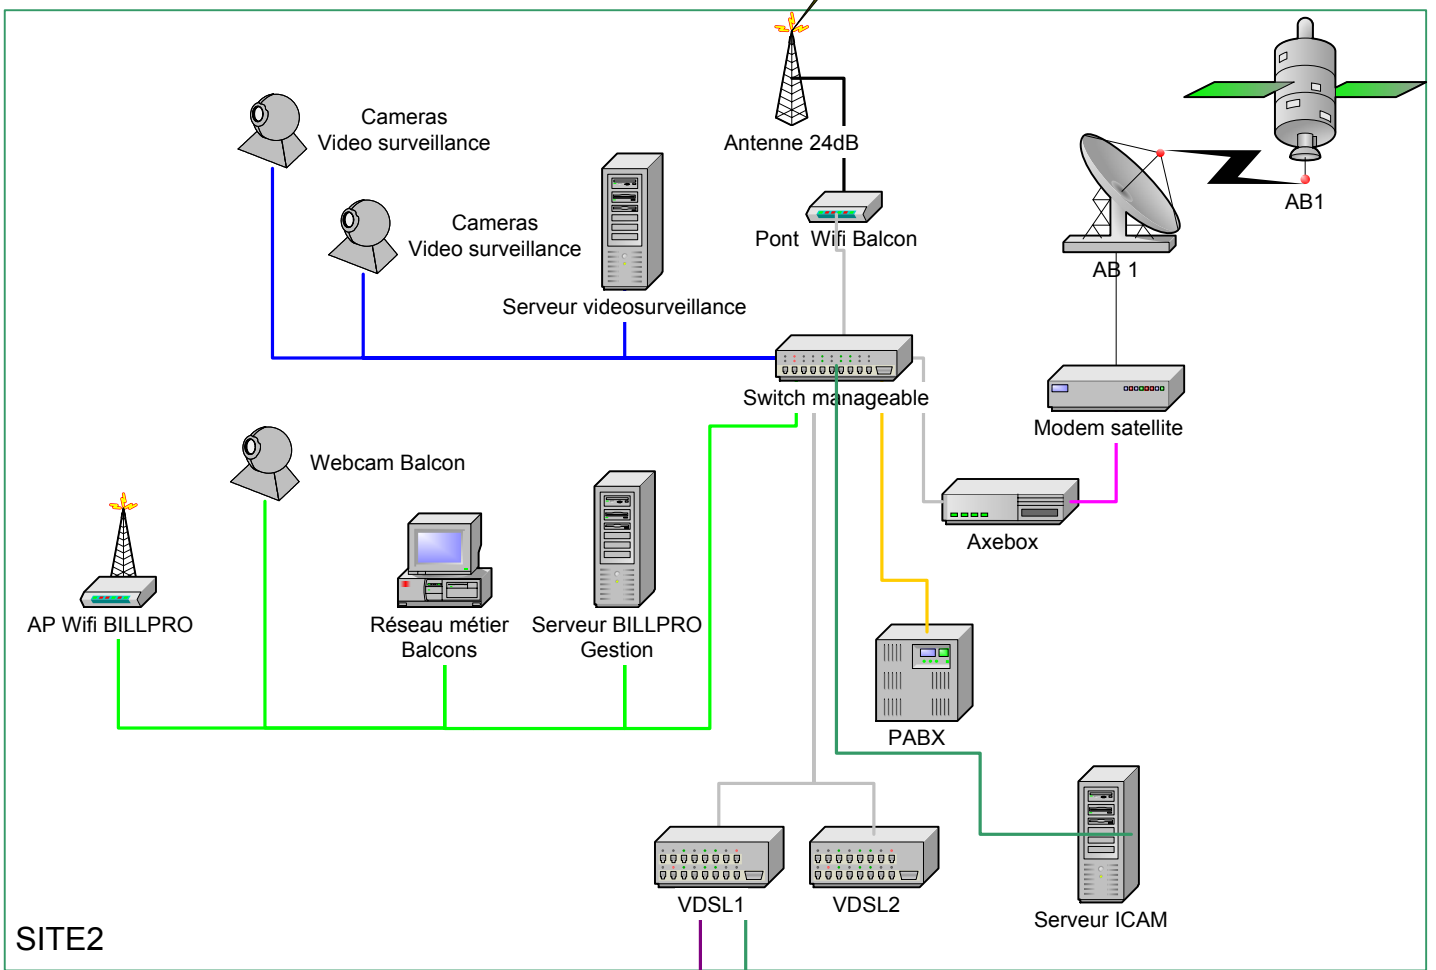 Cameras
Video surveillance
Antenne 24dB
AB1
Cameras
Video surveillance
Pont Wifi Balcon
AB 1
Serveur videosurveillance
Switch manageable
Modem satellite
Webcam Balcon
Axebox
AP Wifi BILLPRO
Réseau métier
Balcons
Serveur BILLPRO
Gestion
PABX
VDSL1
VDSL2
Serveur ICAM
SITE2